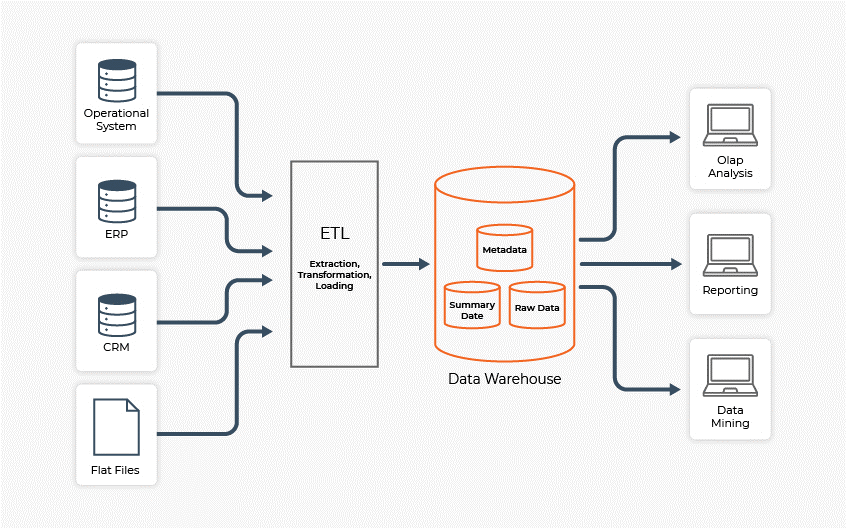 Operational
System
ERP
CRM
Flat Files
ETL
Extraction,
Transformation,
Loading
Metadata
Summary
Date
Raw Data
Data Warehouse
Olap
Analysis
Reporting
Data
Mining